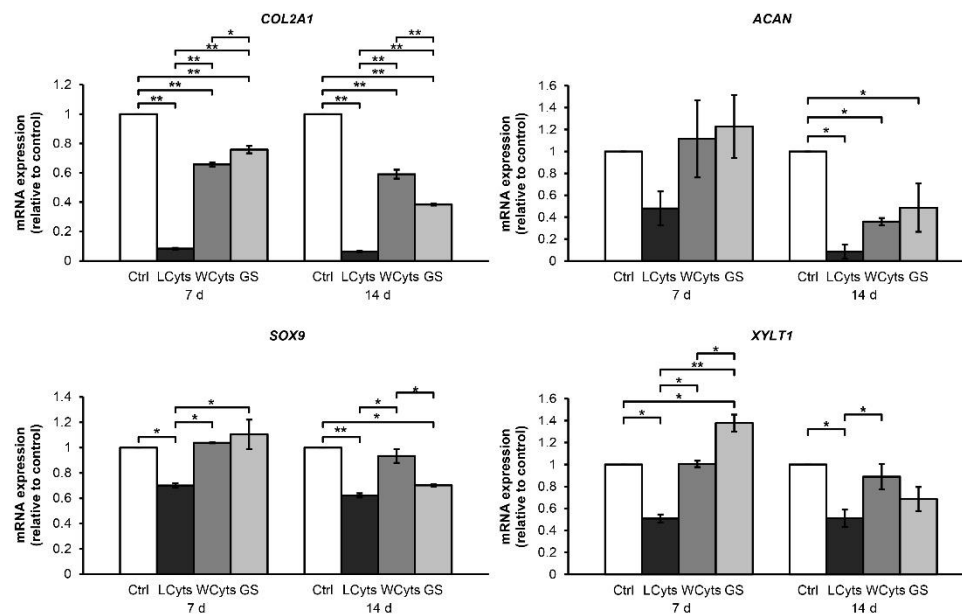 COL2A1
* **
** **
** **
** **
** **
** **
mRNA expression
(relative to control)
1.2
1
0.8
0.6
0.4
0.2
0
Ctrl LCyts WCyts GS Ctrl LCyts WCyts GS
7 d 14 d
ACAN
*
*
*
mRNA expression
(relative to control)
1.6
1.4
1.2
1
0.8
0.6
0.4
0.2
0
Ctrl LCyts WCyts GS Ctrl LCyts WCyts GS
7 d 14 d
SOX9
* *
* *
* *
**
mRNA expression
(relative to control)
1.4
1.2
1
0.8
0.6
0.4
0.2
0
Ctrl LCyts WCyts GS Ctrl LCyts WCyts GS
7 d 14 d
XYLT1
*
**
*
*
* * *
mRNA expression
(relative to control)
1.6
1.4
1.2
1
0.8
0.6
0.4
0.2
0
Ctrl LCyts WCyts GS Ctrl LCyts WCyts GS
7 d 14 d